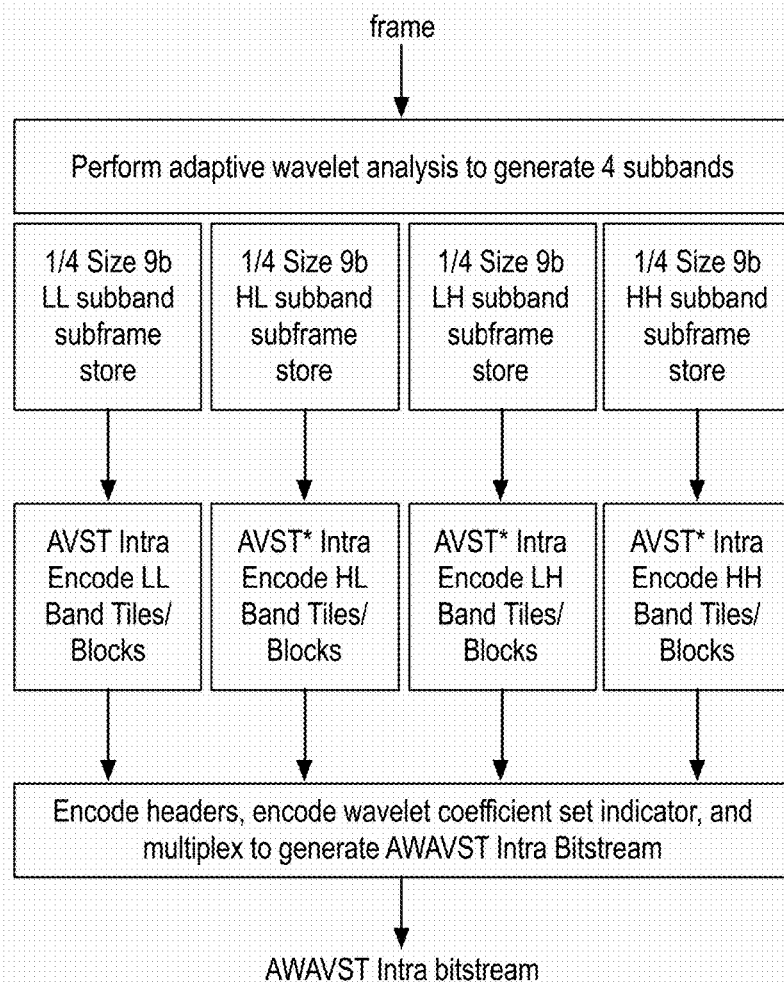 frame
Perform adaptive wavelet analysis to generate 4 subbands
1/4 Size 9b
LL subband
subframe
store
1/4 Size 9b
HL subband
subframe
store
1/4 Size 9b
LH subband
subframe
store
1/4 Size 9b
HH subband
subframe
store
AVST Intra
Encode LL
Band Tiles/
Blocks
AVST* Intra
Encode HL
Band Tiles/
Blocks
AVST* Intra
Encode LH
Band Tiles/
Blocks
AVST* Intra
Encode HH
Band Tiles/
Blocks
Encode headers, encode wavelet coefficient set indicator, and
multiplex to generate AWAVST Intra Bitstream
AWAVST Intra bitstream